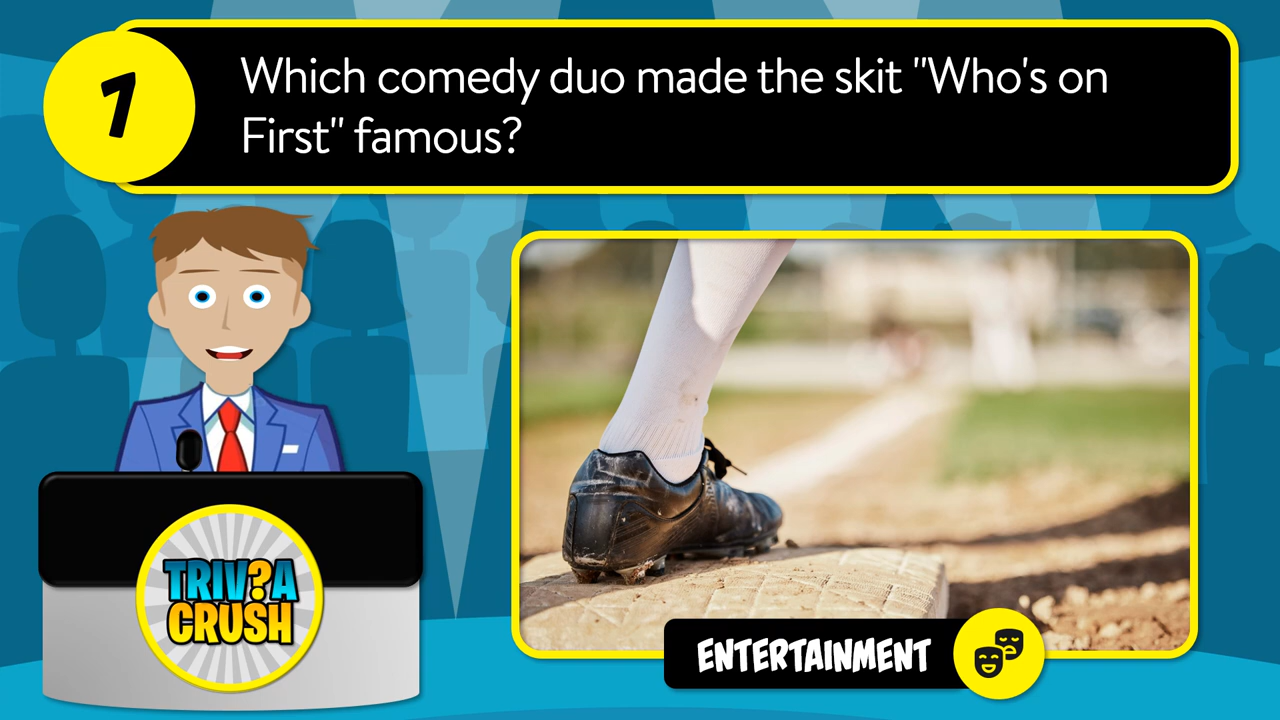 1
Which comedy duo made the skit "Who's on
First" famous?
TRIV?A
CRUSH
ENTERTAINMENT